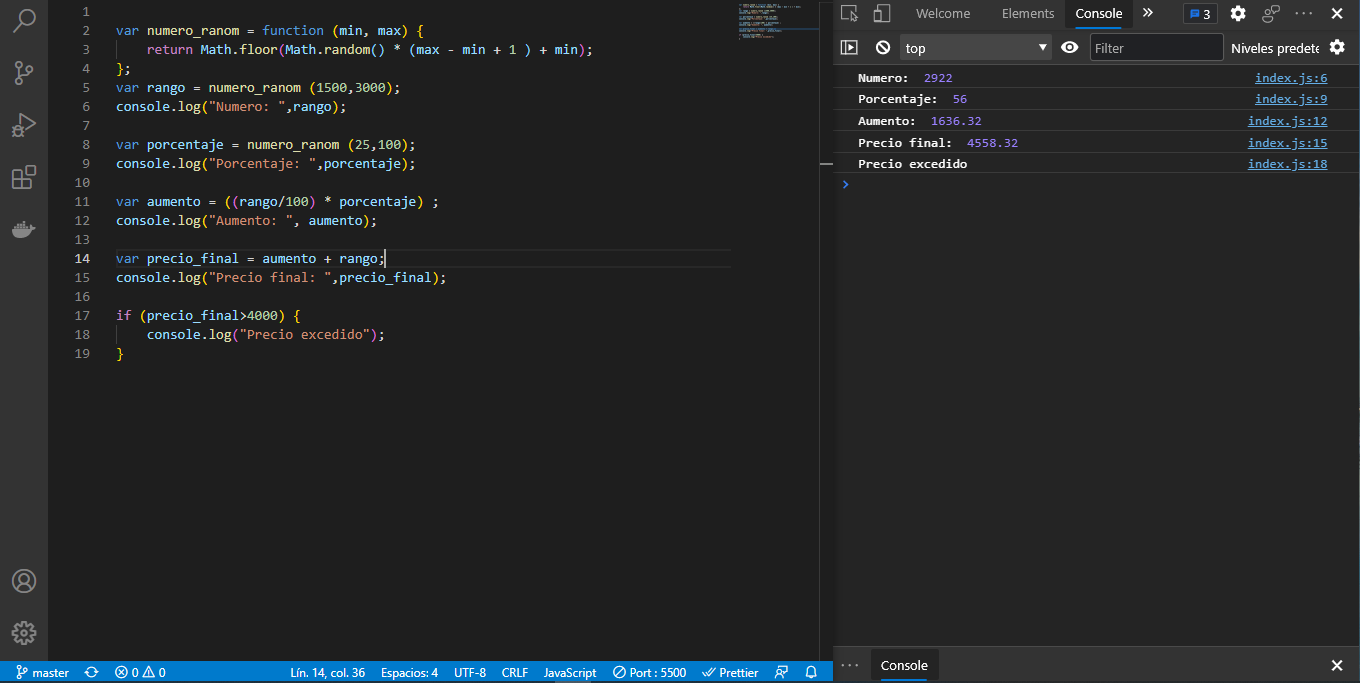 1
2 var numero_ranom = function (min, max) {
3 return Math.floor(Math.random() * (max - min + 1 ) + min);
4 };
5 var rango = numero_ranom (1500,3000);
6 console.log("Numero: ",rango);
7
8 var porcentaje = numero_ranom (25,100);
9 console.log("Porcentaje: ",porcentaje);
10
11 var aumento = ((rango/100) * porcentaje) ;
12 console.log("Aumento: ", aumento);
13
14 var precio_final = aumento + rango;
15 console.log("Precio final: ",precio_final);
16
17 if (precio_final>4000) {
18 console.log("Precio excedido");
19 }
master 0 0 Lín. 14, col. 36 Espacios: 4 UTF-8 CRLF JavaScript Port : 5500 Prettier
Welcome Elements Console 3
top Filter Niveles predete
Numero: 2922 index.js:6
Porcentaje: 56 index.js:9
Aumento: 1636.32 index.js:12
Precio final: 4558.32 index.js:15
Precio excedido index.js:18
Console